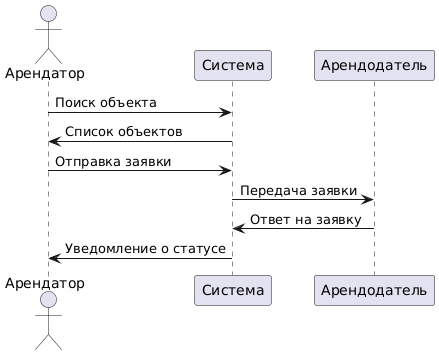 Арендатор
Система
Арендодатель
Поиск объекта
Список объектов
Отправка заявки
Передача заявки
Ответ на заявку
Уведомление о статусе
Арендатор
Система
Арендодатель